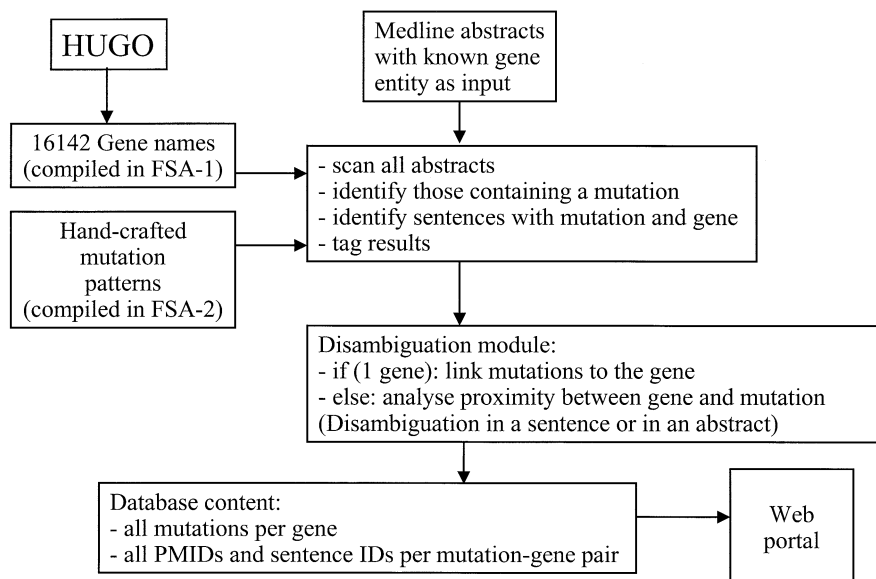 HUGO
Medline abstracts
with known gene
entity as input
16142 Gene names
(compiled in FSA-1)
- scan all abstracts
- identify those containing a mutation
- identify sentences with mutation and gene
- tag results
Hand-crafted
mutation
patterns
(compiled in FSA-2)
Disambiguation module:
- if (1 gene): link mutations to the gene
- else: analyse proximity between gene and mutation
(Disambiguation in a sentence or in an abstract)
Database content:
- all mutations per gene
- all PMIDs and sentence IDs per mutation-gene pair
Web
portal